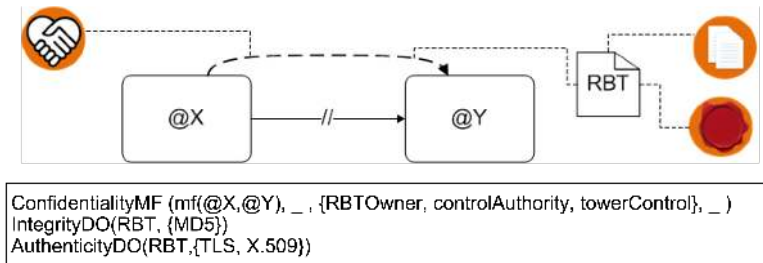 @X
//
@Y
RBT
ConfidentialityMF (mf(@X,@Y), _ , {RBTOwner, controlAuthority, towerControl}, _ )
IntegrityDO(RBT, {MD5})
AuthenticityDO(RBT,{TLS, X.509})